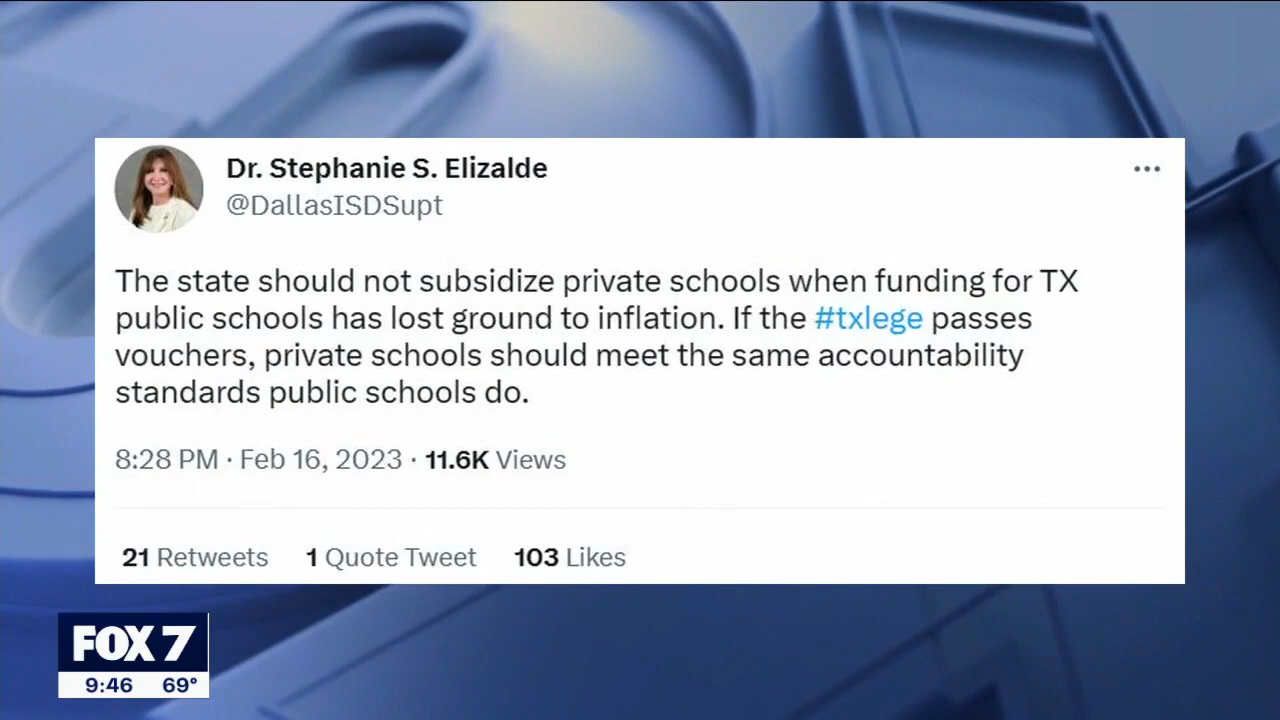 Dr. Stephanie S. Elizalde
@DallasISDSupt
The state should not subsidize private schools when funding for TX
public schools has lost ground to inflation. If the #txlege passes
vouchers, private schools should meet the same accountability
standards public schools do.
8:28 PM · Feb 16, 2023 · 11.6K Views
21 Retweets 1 Quote Tweet 103 Likes
FOX 7
9:46 69°